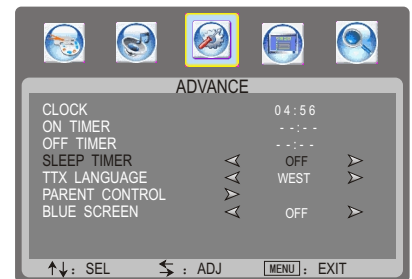 ADVANCE
CLOCK 04:56
ON TIMER --:--
OFF TIMER --:--
SLEEP TIMER OFF
TTX LANGUAGE WEST
PARENT CONTROL
BLUE SCREEN OFF
: SEL : ADJ MENU : EXIT